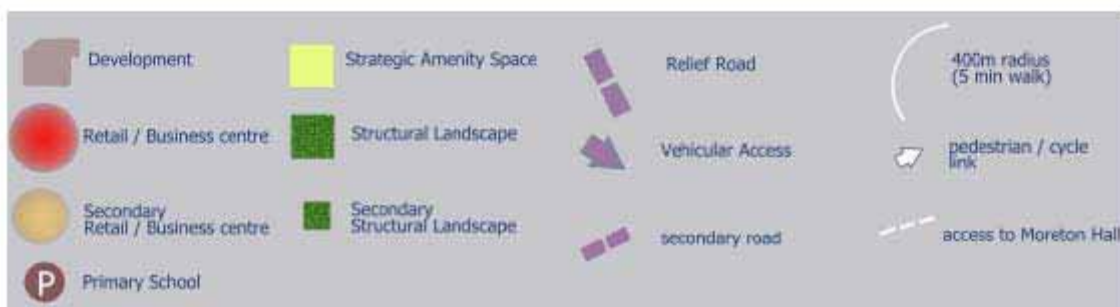 Development
Retail / Business centre
Secondary
Retail / Business centre
P
Primary School
Strategic Amenity Space
Structural Landscape
Secondary
Structural Landscape
Relief Road
Vehicular Access
secondary road
400m radius
(5 min walk)
pedestrian / cycle
link
access to Moreton Hall